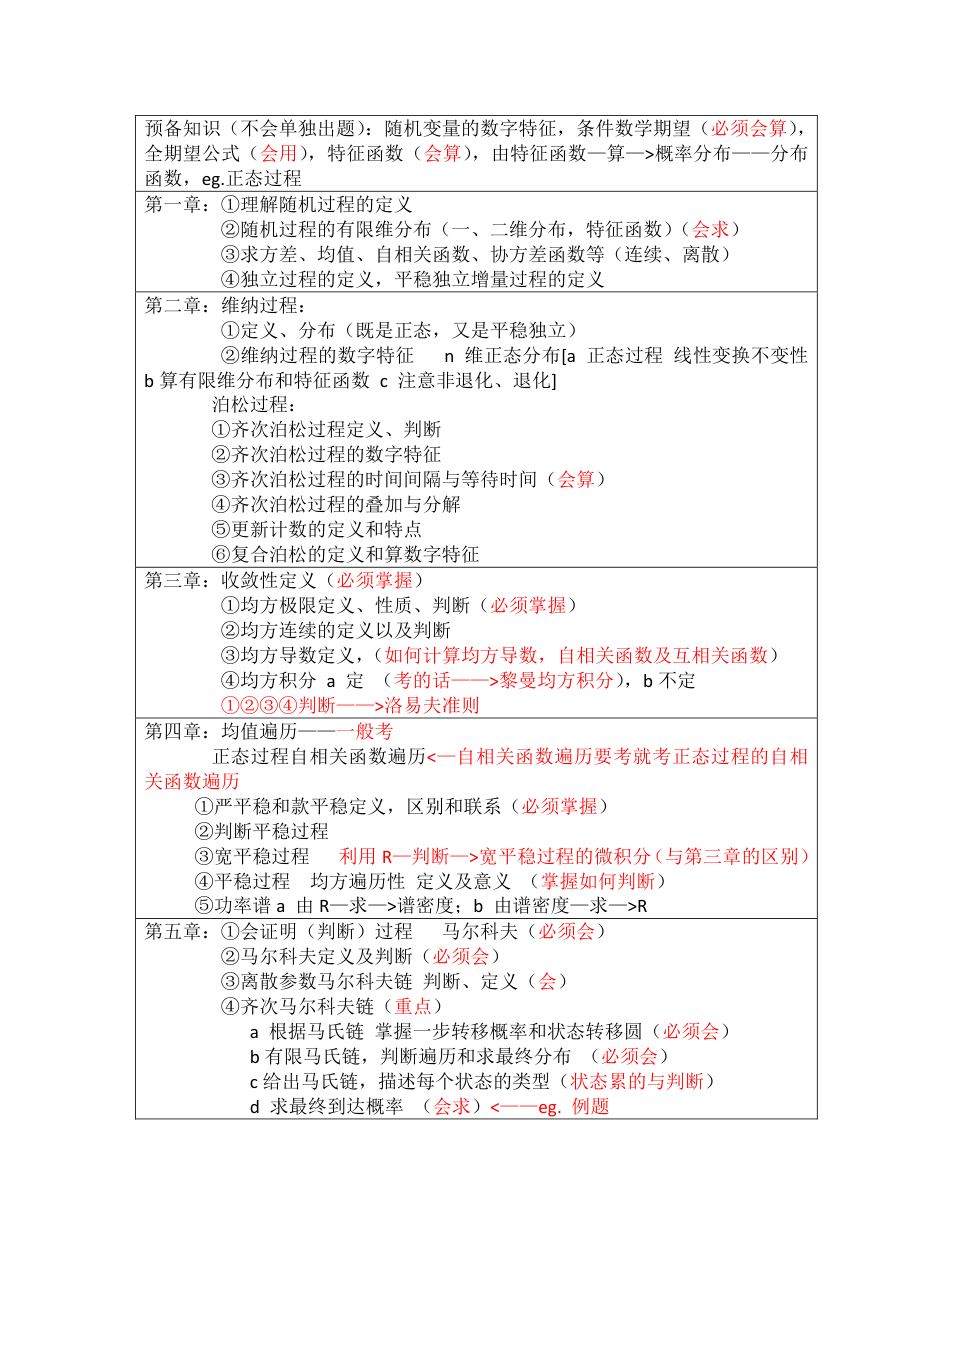 预备知识（不会单独出题）：随机变量的数字特征，条件数学期望（必须会算），
全期望公式（会用），特征函数（会算），由特征函数—算—>概率分布——分布
函数，eg.正态过程
第一章：①理解随机过程的定义
②随机过程的有限维分布（一、二维分布，特征函数）（会求）
③求方差、均值、自相关函数、协方差函数等（连续、离散）
④独立过程的定义，平稳独立增量过程的定义
第二章：维纳过程：
①定义、分布（既是正态，又是平稳独立）
②维纳过程的数字特征 n 维正态分布[a 正态过程 线性变换不变性
b 算有限维分布和特征函数 c 注意非退化、退化]
泊松过程：
①齐次泊松过程定义、判断
②齐次泊松过程的数字特征
③齐次泊松过程的时间间隔与等待时间（会算）
④齐次泊松过程的叠加与分解
⑤更新计数的定义和特点
⑥复合泊松的定义和算数字特征
第三章：收敛性定义（必须掌握）
①均方极限定义、性质、判断（必须掌握）
②均方连续的定义以及判断
③均方导数定义，（如何计算均方导数，自相关函数及互相关函数）
④均方积分 a 定 （考的话——>黎曼均方积分），b 不定
①②③④判断——>洛易夫准则
第四章：均值遍历——一般考
正态过程自相关函数遍历<—自相关函数遍历要考就考正态过程的自相
关函数遍历
①严平稳和款平稳定义，区别和联系（必须掌握）
②判断平稳过程
③宽平稳过程 利用 R—判断—>宽平稳过程的微积分（与第三章的区别）
④平稳过程 均方遍历性 定义及意义 （掌握如何判断）
⑤功率谱 a 由 R—求—>谱密度；b 由谱密度—求—>R
第五章：①会证明（判断）过程 马尔科夫（必须会）
②马尔科夫定义及判断（必须会）
③离散参数马尔科夫链 判断、定义（会）
④齐次马尔科夫链（重点）
a 根据马氏链 掌握一步转移概率和状态转移圆（必须会）
b 有限马氏链，判断遍历和求最终分布 （必须会）
c 给出马氏链，描述每个状态的类型（状态累的与判断）
d 求最终到达概率 （会求）<——eg. 例题